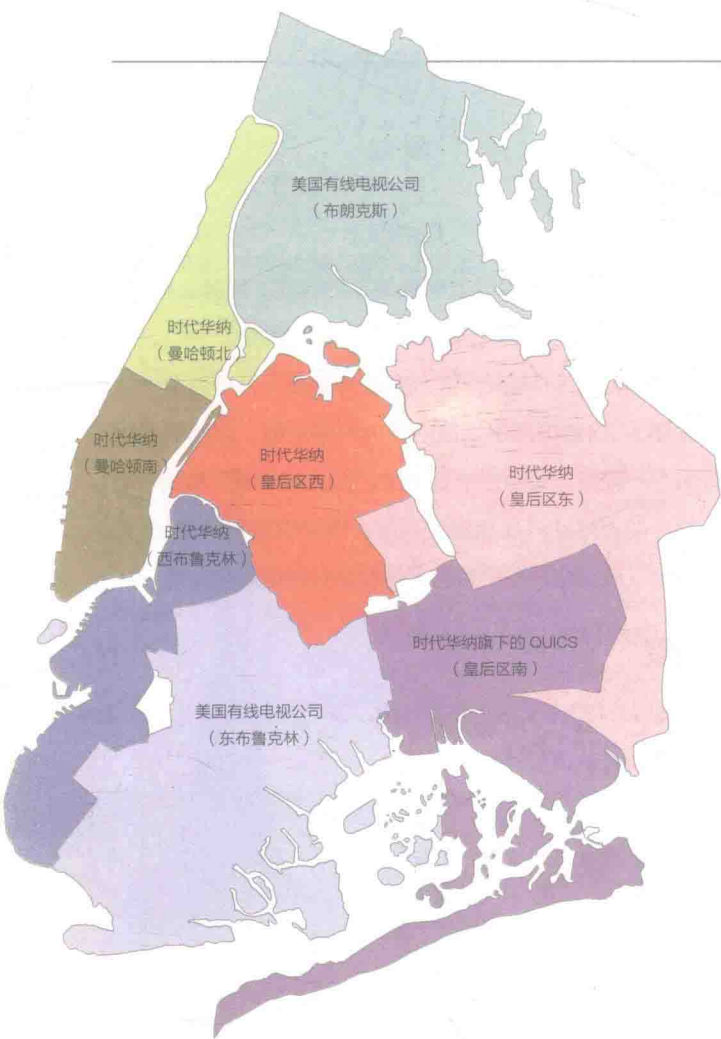 美国有线电视公司
（布朗克斯）
时代华纳
（曼哈顿北）
时代华纳
（曼哈顿南）
时代华纳
（皇后区西）
时代华纳
（皇后区东）
时代华纳
（西布鲁克林）
时代华纳旗下的 QUICS
（皇后区南）
美国有线电视公司
（东布鲁克林）